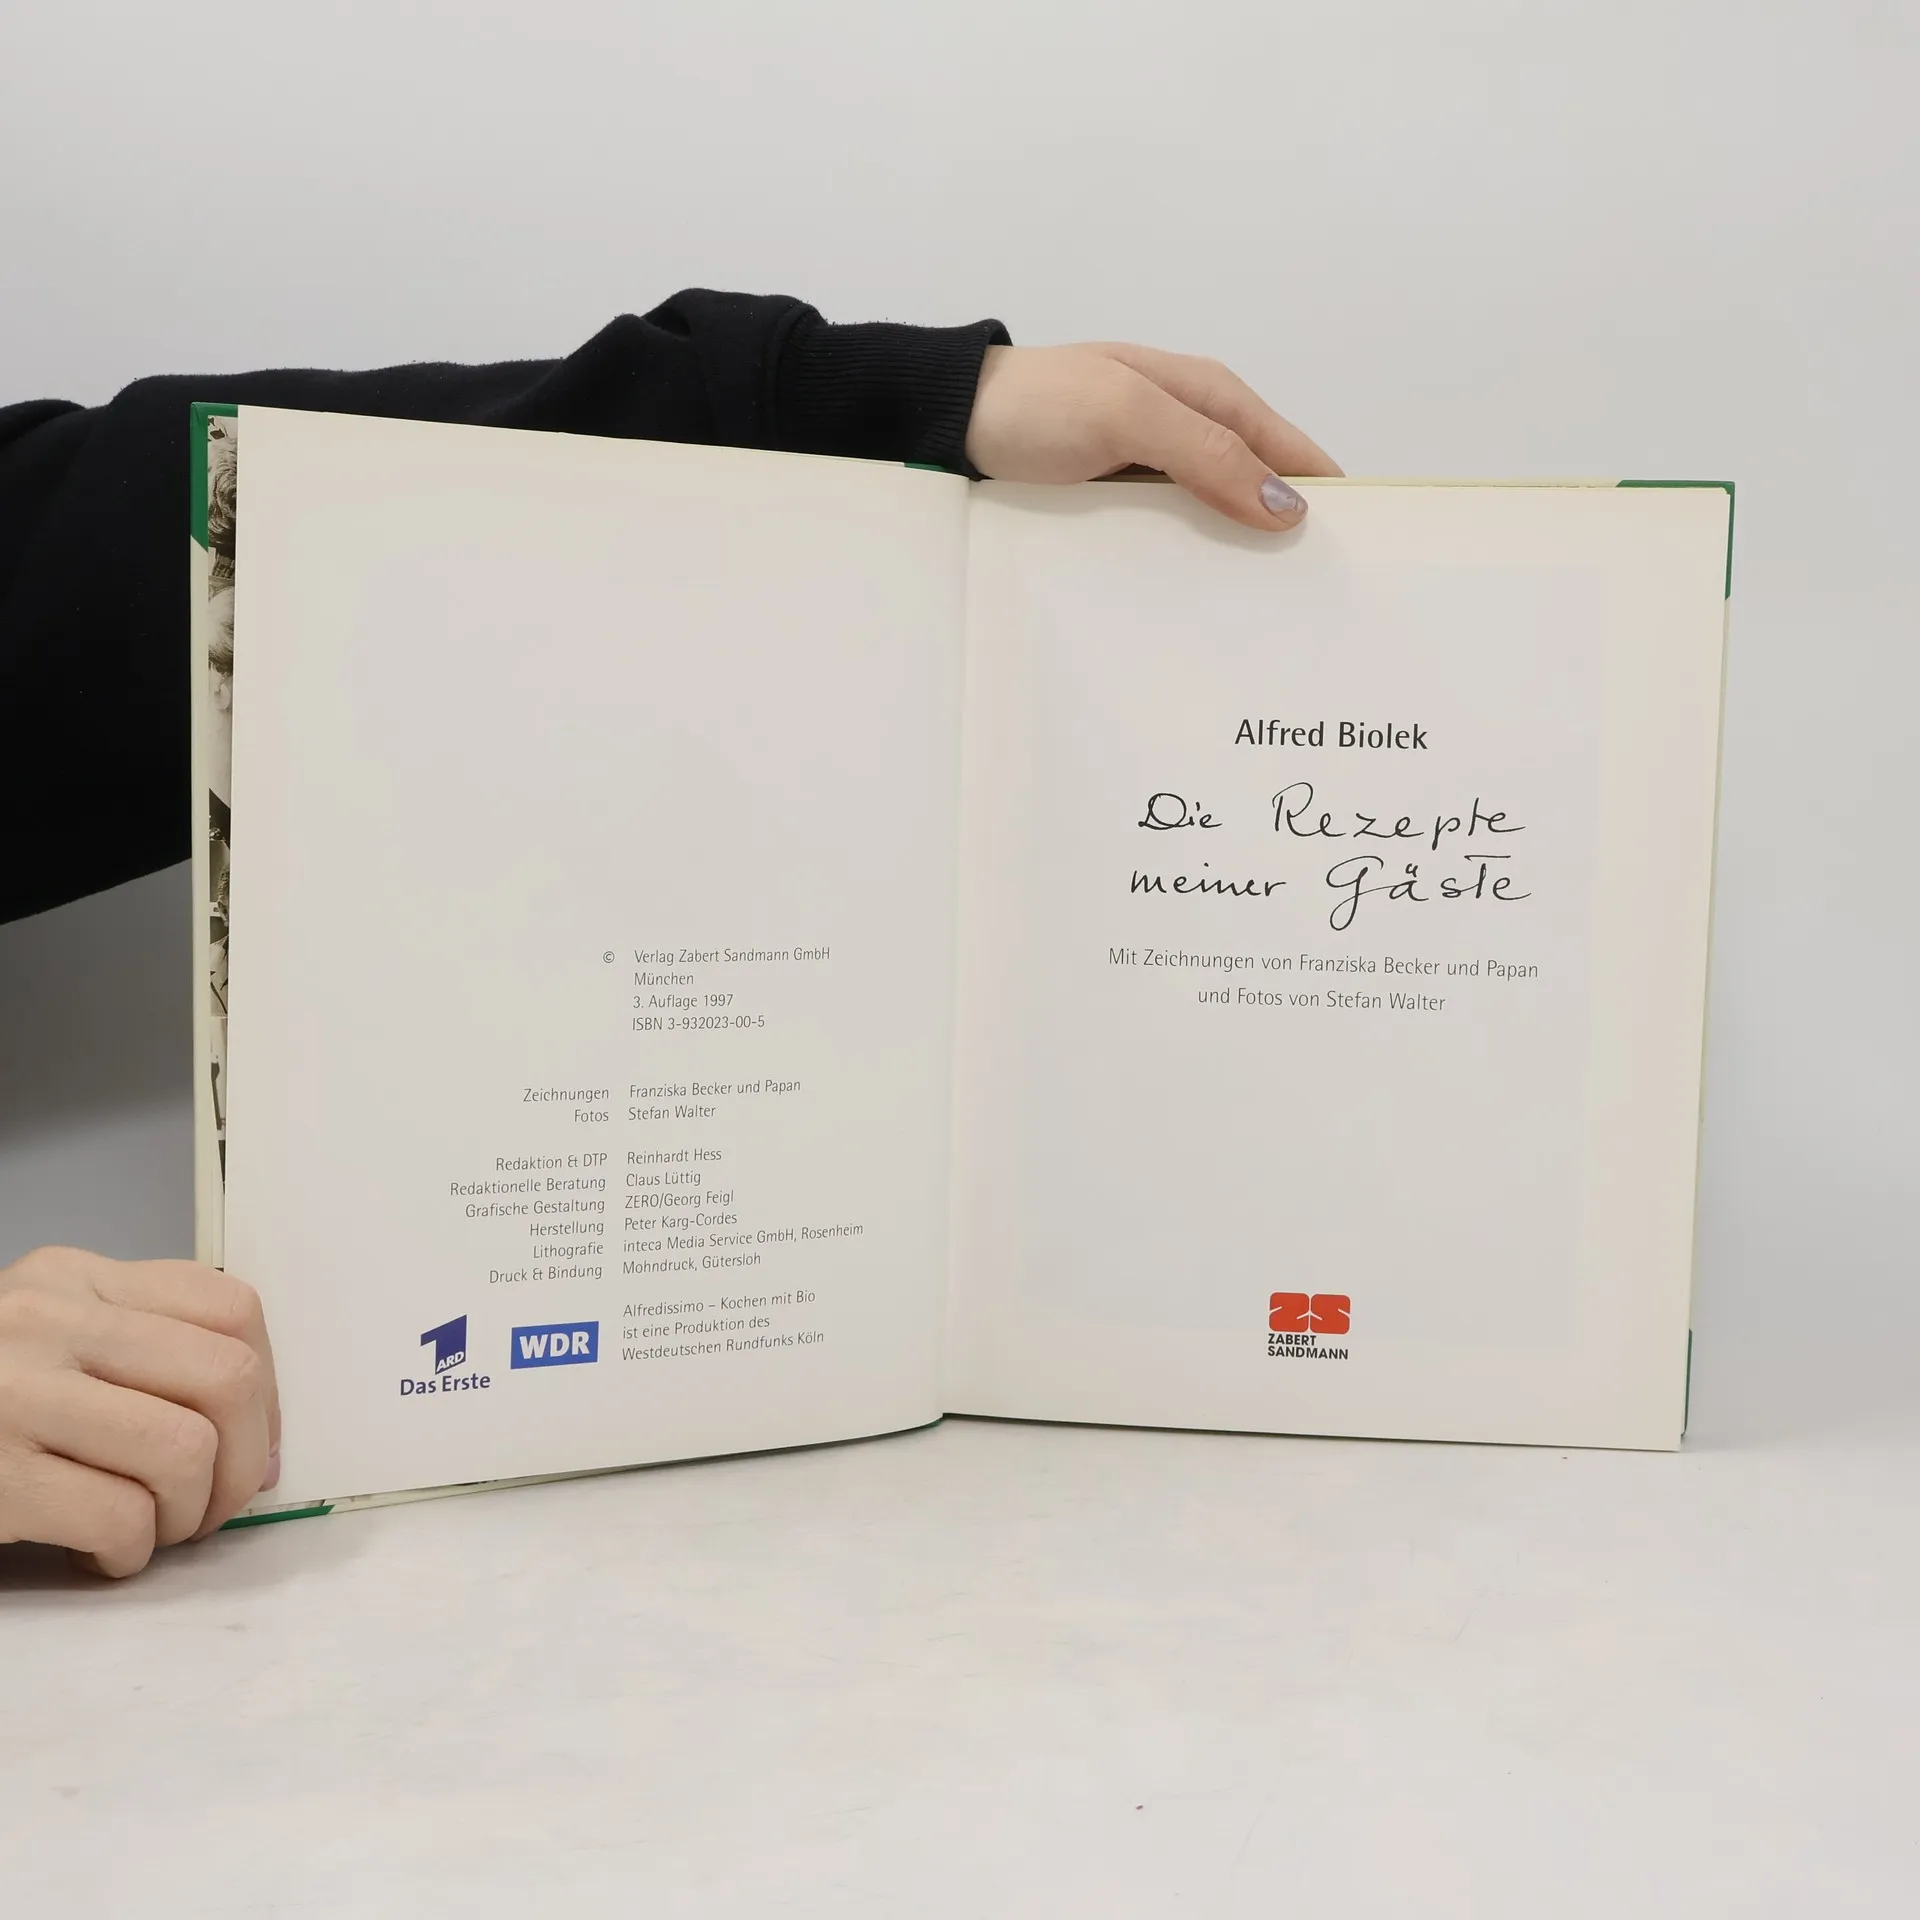 © Verlag Zabert Sandmann GmbH
München
3. Auflage 1997
ISBN 3-932023-00-5
Zeichnungen Franziska Becker und Papan
Fotos Stefan Walter
Redaktion & DTP Reinhardt Hess
Redaktionelle Beratung Claus Lüttig
Grafische Gestaltung ZERO/Georg Feigl
Herstellung Peter Karg-Cordes
Lithografie inteca Media Service GmbH, Rosenheim
Druck & Bindung Mohndruck, Gütersloh
1 ARD
Das Erste
WDR
Alfredissimo – Kochen mit Bio
ist eine Produktion des
Westdeutschen Rundfunks Köln
Alfred Biolek
Die Rezepte
meiner Gäste
Mit Zeichnungen von Franziska Becker und Papan
und Fotos von Stefan Walter
ZS
ZABERT
SANDMANN